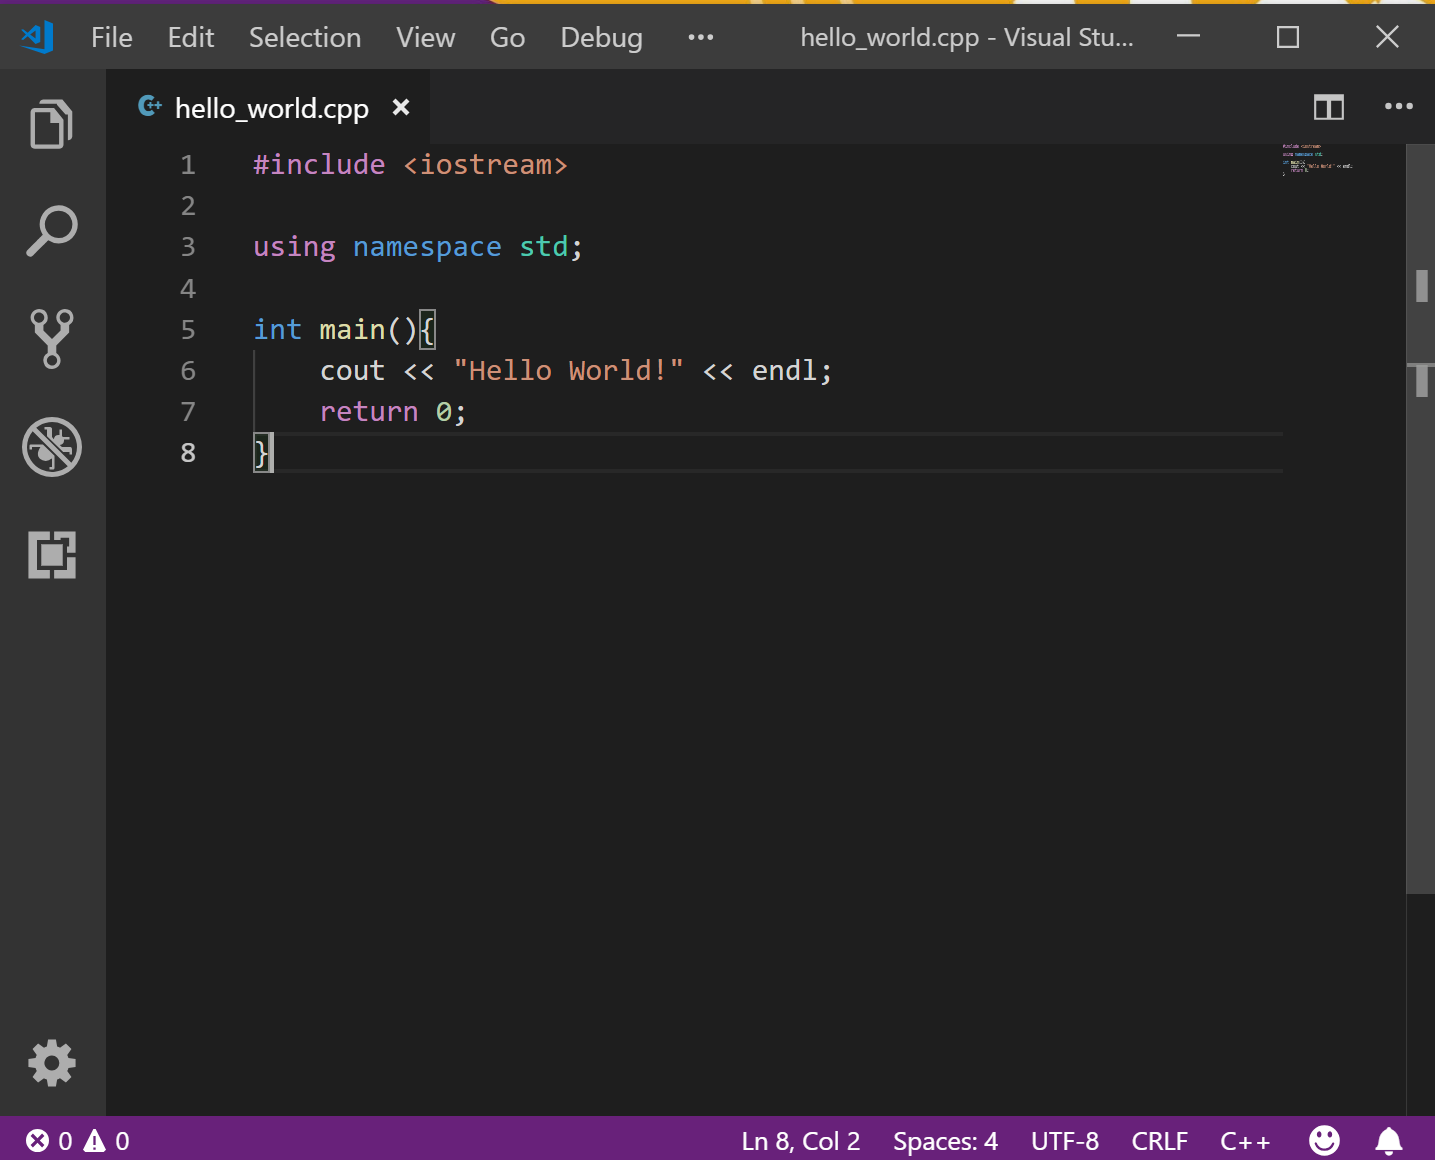 File Edit Selection View Go Debug ... hello_world.cpp - Visual Stu...
hello_world.cpp
1 #include <iostream>
2
3 using namespace std;
4
5 int main(){
6     cout << "Hello World!" << endl;
7     return 0;
8 }
0 0 Ln 8, Col 2 Spaces: 4 UTF-8 CRLF C++